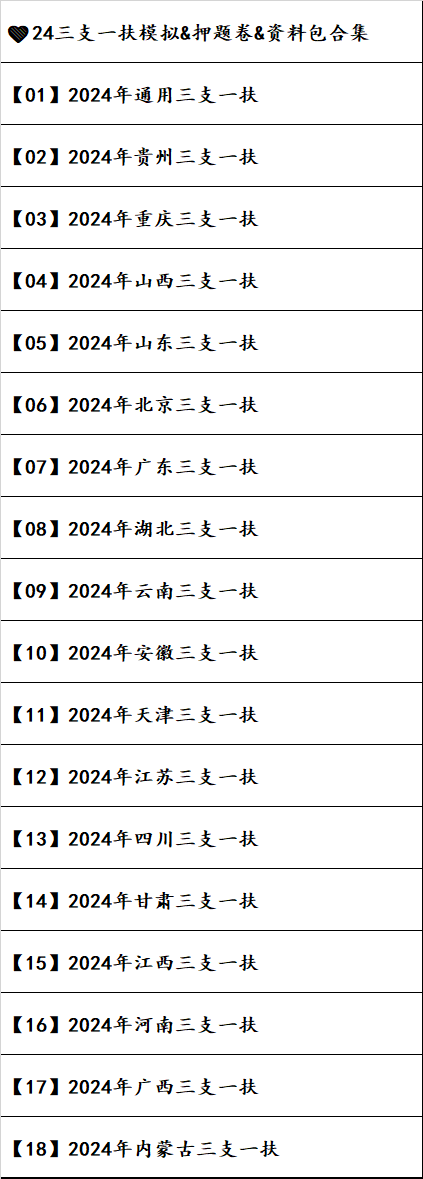 🖤24三支一扶模拟&押题卷&资料包合集
【01】2024年通用三支一扶
【02】2024年贵州三支一扶
【03】2024年重庆三支一扶
【04】2024年山西三支一扶
【05】2024年山东三支一扶
【06】2024年北京三支一扶
【07】2024年广东三支一扶
【08】2024年湖北三支一扶
【09】2024年云南三支一扶
【10】2024年安徽三支一扶
【11】2024年天津三支一扶
【12】2024年江苏三支一扶
【13】2024年四川三支一扶
【14】2024年甘肃三支一扶
【15】2024年江西三支一扶
【16】2024年河南三支一扶
【17】2024年广西三支一扶
【18】2024年内蒙古三支一扶